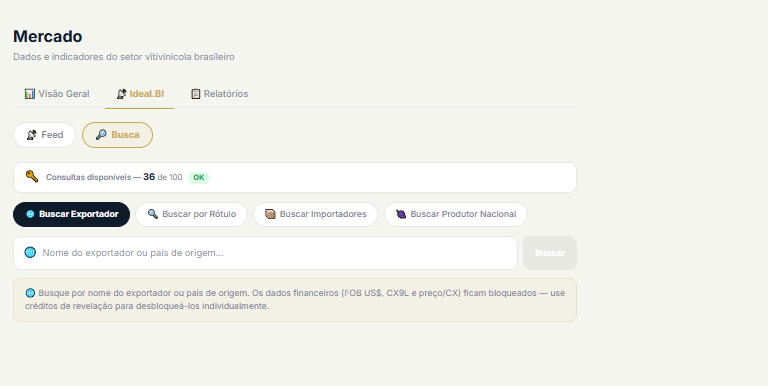 Mercado
Dados e indicadores do setor vitivinícola brasileiro
Visão Geral
Ideal.BI
Relatórios
Feed
Busca
Consultas disponíveis — 36 de 100 OK
Buscar Exportador
Buscar por Rótulo
Buscar Importadores
Buscar Produtor Nacional
Nome do exportador ou país de origem...
Buscar
Busque por nome do exportador ou país de origem. Os dados financeiros (FOB US$, CX9L e preço/CX) ficam bloqueados — use
créditos de revelação para desbloqueá-los individualmente.